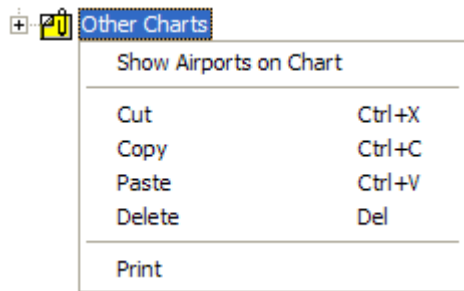 Other Charts
Show Airports on Chart
Cut Ctrl+X
Copy Ctrl+C
Paste Ctrl+V
Delete Del
Print